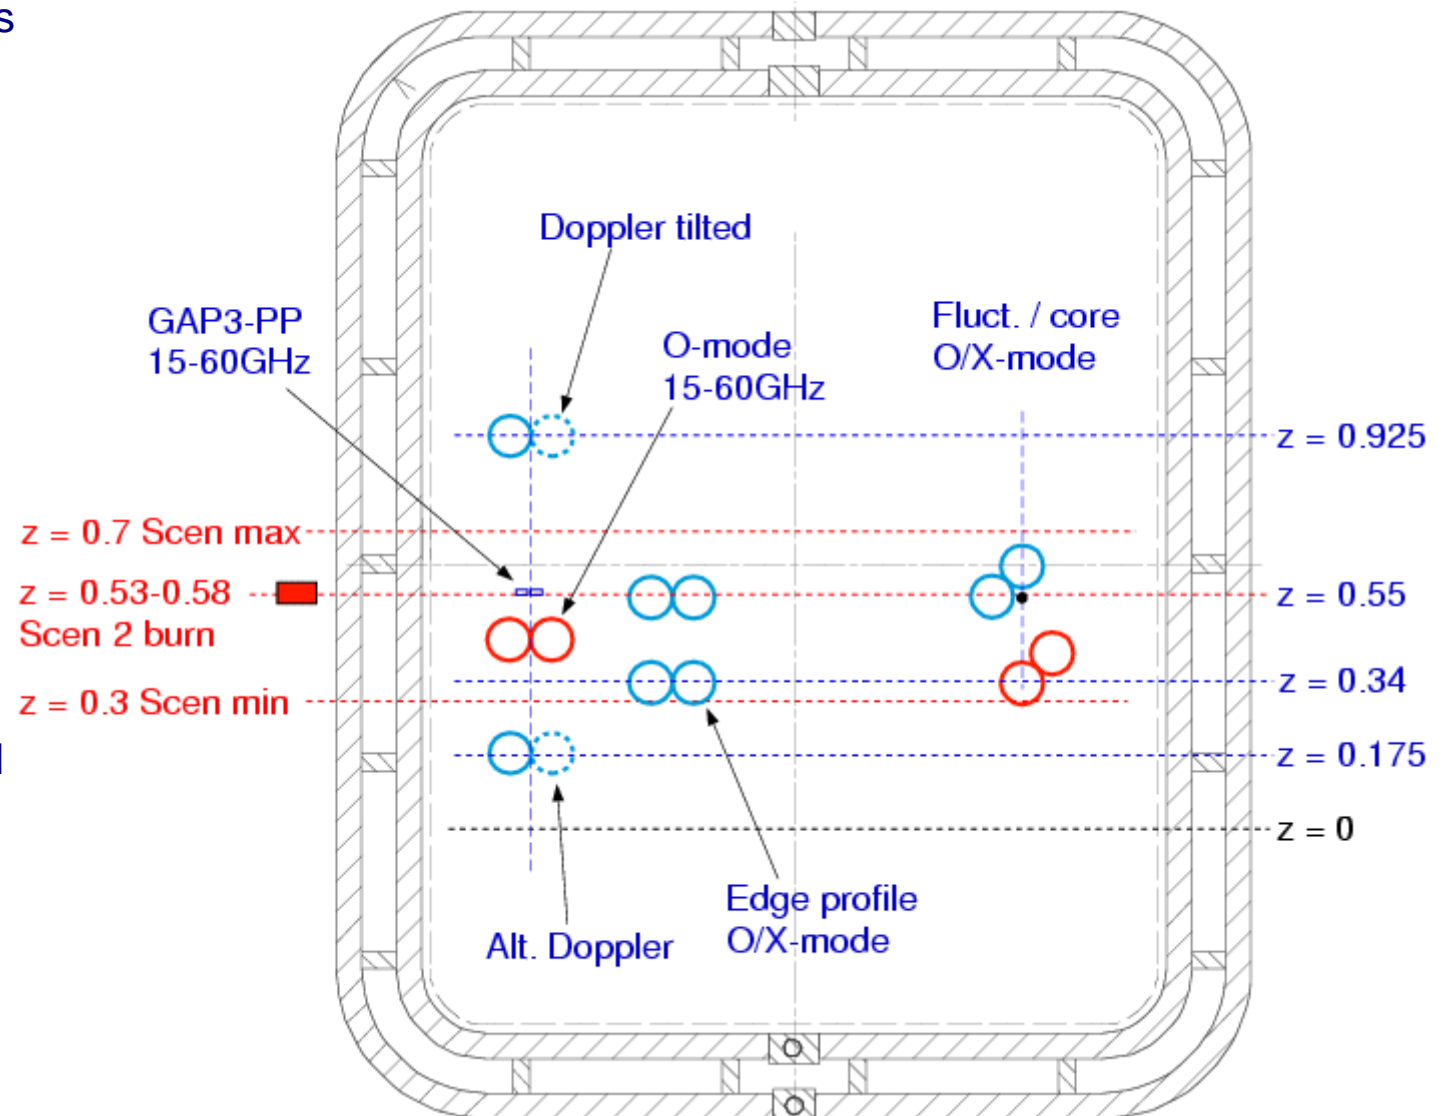 s
Doppler tilted
GAP3-PP
15-60GHz
O-mode
15-60GHz
Fluct. / core
O/X-mode
z = 0.925
z = 0.7 Scen max
z = 0.53-0.58
Scen 2 burn
z = 0.55
z = 0.34
z = 0.3 Scen min
z = 0.175
z = 0
Edge profile
O/X-mode
Alt. Doppler